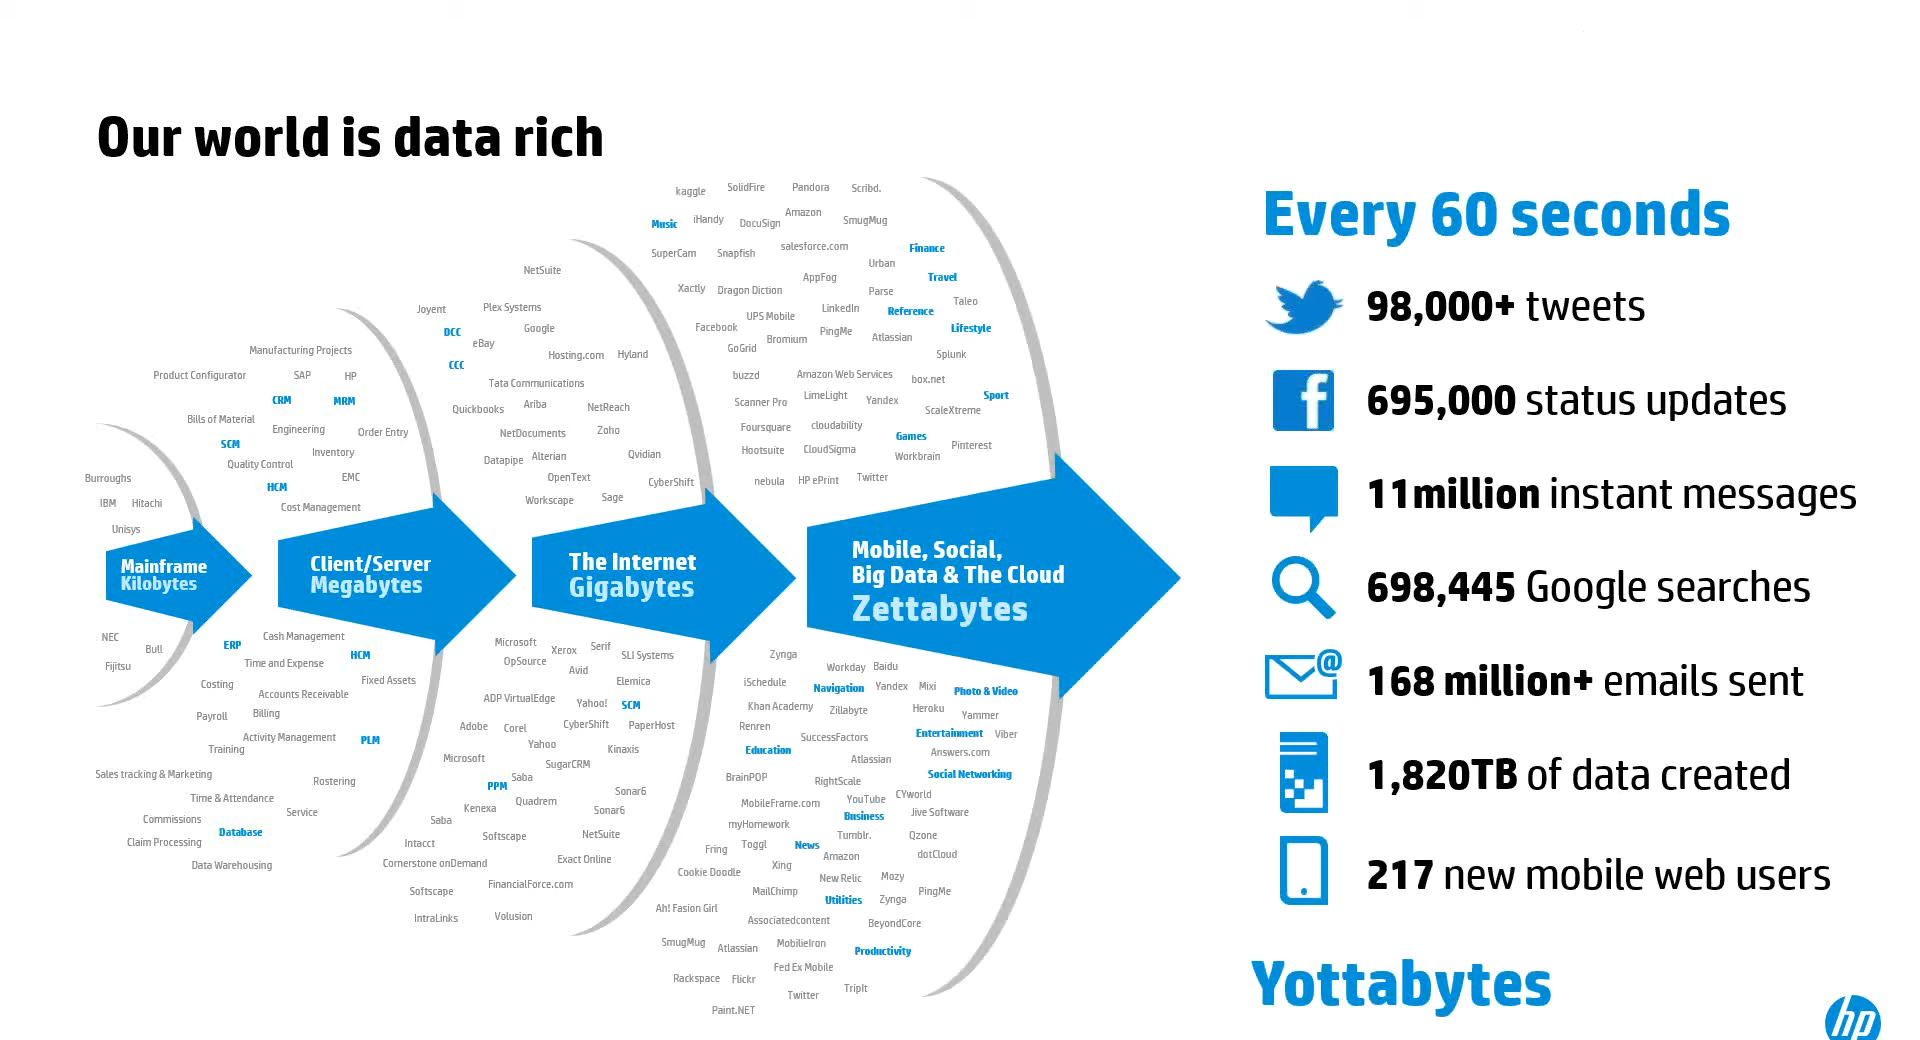 Our world is data rich
Burroughs
IBM Hitachi
Unisys
Mainframe
Kilobytes
NEC
Bull
Fijitsu
Manufacturing Projects
Product Configurator SAP HP
CRM MRM
Bills of Material
Engineering Order Entry
SCM
Inventory
Quality Control
EMC
HCM
Cost Management
Client/Server
Megabytes
Cash Management
ERP
HCM
Time and Expense
Fixed Assets
Costing
Accounts Receivable
Payroll Billing
Activity Management PLM
Training
Sales tracking & Marketing
Rostering
Time & Attendance
Service
Commissions
Database
Claim Processing
Data Warehousing
NetSuite
Joyent Plex Systems
DCC Google
eBay
Hosting.com Hyland
CCC
Tata Communications
Quickbooks Ariba NetReach
NetDocuments Zoho
Datapipe Alterian Qvidian
OpenText CyberShift
Workscape Sage
The Internet
Gigabytes
Microsoft Xerox Serif
OpSource SLI Systems
Avid
Elemica
ADP VirtualEdge Yahoo! SCM
Adobe Corel CyberShift PaperHost
Yahoo Kinaxis
Microsoft SugarCRM
Saba
PPM Sonar6
Quadrem
Kenexa Sonar6
Saba
Softscape NetSuite
Intacct
Cornerstone onDemand Exact Online
Softscape FinancialForce.com
IntraLinks Volusion
kaggle SolidFire Pandora Scribd.
Amazon
Music iHandy DocuSign SmugMug
SuperCam Snapfish salesforce.com Finance
Urban
AppFog Travel
Xactly Dragon Diction Parse
Taleo
UPS Mobile LinkedIn Reference
Facebook PingMe Lifestyle
Bromium Atlassian
GoGrid Splunk
buzzd Amazon Web Services box.net
LimeLight Yandex Sport
Scanner Pro ScaleXtreme
Foursquare cloudability
Games
Hootsuite CloudSigma Pinterest
Workbrain
nebula HP ePrint Twitter
Mobile, Social,
Big Data & The Cloud
Zettabytes
Zynga
Workday Baidu
iSchedule Navigation Yandex Mixi Photo & Video
Khan Academy Zillabyte Heroku
Yammer
Renren Entertainment Viber
SuccessFactors
Education Answers.com
Atlassian
BrainPOP RightScale Social Networking
MobileFrame.com YouTube CYworld
Business Jive Software
myHomework
Tumblr. Qzone
Fring Toggl News
Amazon dotCloud
Cookie Doodle Xing
New Relic Mozy
MailChimp PingMe
Utilities Zynga
Ah! Fasion Girl
Associatedcontent BeyondCore
SmugMug Atlassian MobilieIron
Productivity
Fed Ex Mobile
Rackspace Flickr
Twitter TripIt
Paint.NET
Every 60 seconds
98,000+ tweets
695,000 status updates
11million instant messages
698,445 Google searches
168 million+ emails sent
1,820TB of data created
217 new mobile web users
Yottabytes
hp